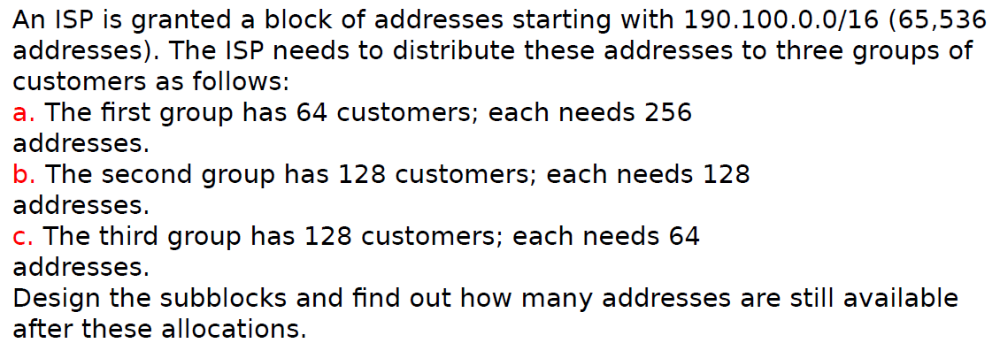 An ISP is granted a block of addresses starting with 190.100.0.0/16 (65,536
addresses). The ISP needs to distribute these addresses to three groups of
customers as follows:
a. The first group has 64 customers; each needs 256
addresses.
b. The second group has 128 customers; each needs 128
addresses.
c. The third group has 128 customers; each needs 64
addresses.
Design the subblocks and find out how many addresses are still available
after these allocations.